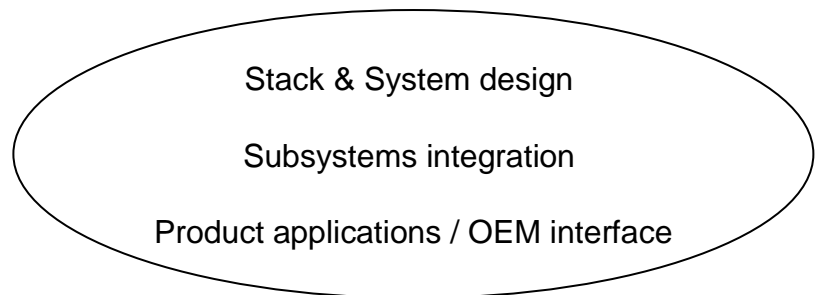 Stack & System design
Subsystems integration
Product applications / OEM interface